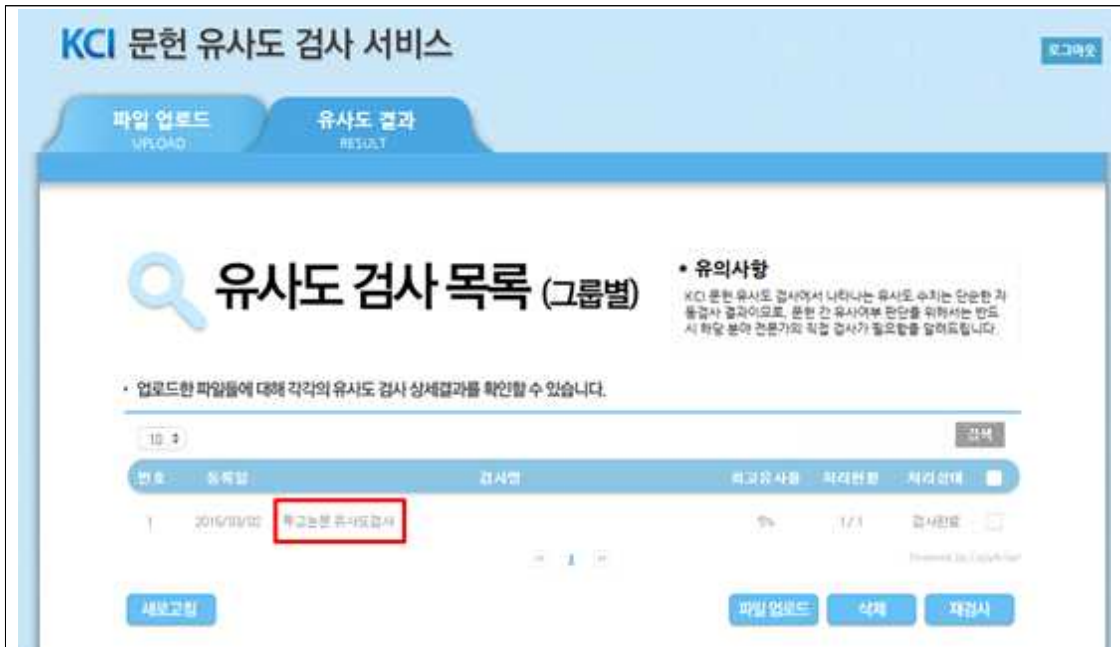 KCI 문헌 유사도 검사 서비스
로그아웃
파일 업로드
UPLOAD
유사도 결과
RESULT
유사도 검사 목록 (그룹별)
• 유의사항
KCI 문헌 유사도 검사에서 나타나는 유사도 수치는 단순한 자
동검사 결과이므로, 문헌 간 유사여부 판단을 위해서는 반드
시 해당 분야 전문가의 직접 검사가 필요함을 알려드립니다.
• 업로드한 파일들에 대해 각각의 유사도 검사 상세결과를 확인할 수 있습니다.
10
검색
번호 등록일 검사명 최고유사율 처리현황 처리상태
1 투고논문 유사도검사 1/1 검사완료
1
새로고침
파일 업로드 삭제 재검사